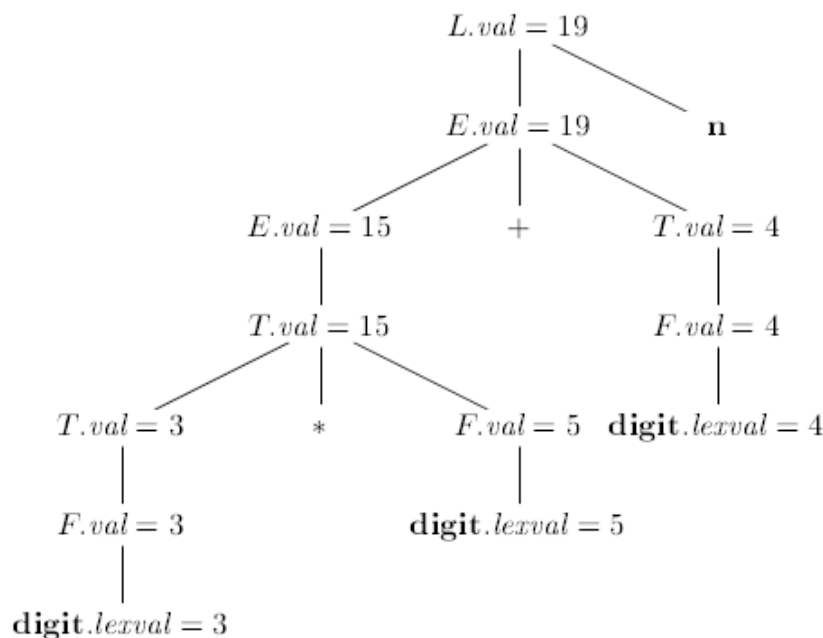 L.val = 19
E.val = 19 n
E.val = 15 + T.val = 4
T.val = 15 F.val = 4
T.val = 3 * F.val = 5 digit.lexval = 4
F.val = 3 digit.lexval = 5
digit.lexval = 3